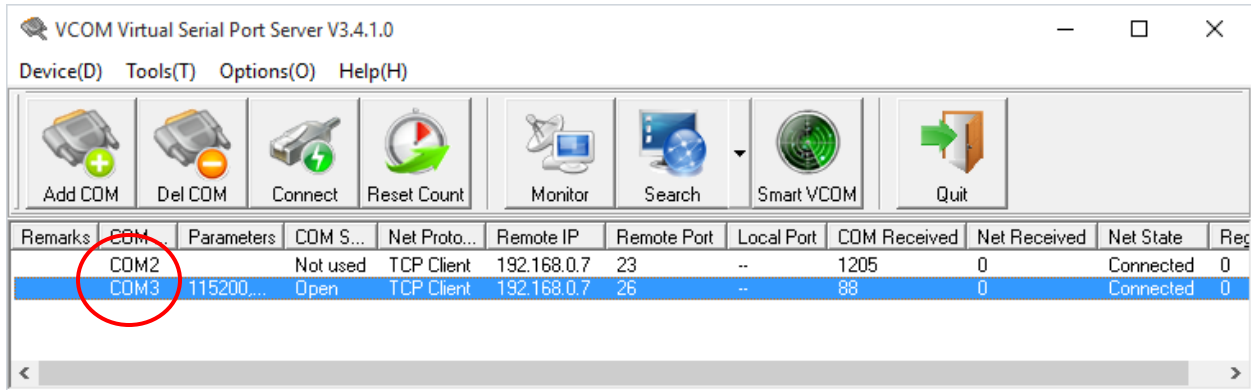 VCOM Virtual Serial Port Server V3.4.1.0
Device(D) Tools(T) Options(O) Help(H)
Add COM Del COM Connect Reset Count Monitor Search Smart VCOM Quit
Remarks COM ... Parameters COM S... Net Proto... Remote IP Remote Port Local Port COM Received Net Received Net State Reg
COM2 Not used TCP Client 192.168.0.7 23 -- 1205 0 Connected 0
COM3 115200,... Open TCP Client 192.168.0.7 26 -- 88 0 Connected 0